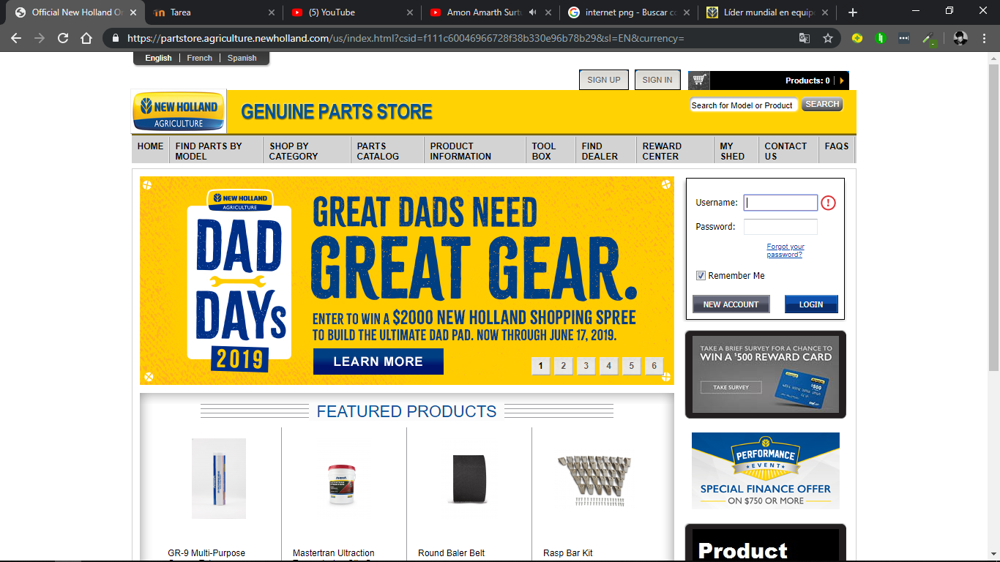 Official New Holland On
Tarea
(5) YouTube
Amon Amarth Surtu
internet png - Buscar co
Líder mundial en equipo
https://partstore.agriculture.newholland.com/us/index.html?csid=f111c60046966728f38b330e96b78b29&sl=EN&currency=
English | French | Spanish
SIGN UP
SIGN IN
Products: 0
NEW HOLLAND
AGRICULTURE
GENUINE PARTS STORE
Search for Model or Product
SEARCH
HOME
FIND PARTS BY
MODEL
SHOP BY
CATEGORY
PARTS
CATALOG
PRODUCT
INFORMATION
TOOL
BOX
FIND
DEALER
REWARD
CENTER
MY
SHED
CONTACT
US
FAQS
NEW HOLLAND
AGRICULTURE
DAD
DAYS
2019
GREAT DADS NEED
GREAT GEAR.
ENTER TO WIN A $2000 NEW HOLLAND SHOPPING SPREE
TO BUILD THE ULTIMATE DAD PAD. NOW THROUGH JUNE 17, 2019.
LEARN MORE
1 2 3 4 5 6
Username:
Password:
Forgot your
password?
Remember Me
NEW ACCOUNT
LOGIN
TAKE A BRIEF SURVEY FOR A CHANCE TO
WIN A $500 REWARD CARD
TAKE SURVEY
PERFORMANCE
EVENT
SPECIAL FINANCE OFFER
ON $750 OR MORE
Product
FEATURED PRODUCTS
GR-9 Multi-Purpose
Mastertran Ultraction
Round Baler Belt
Rasp Bar Kit